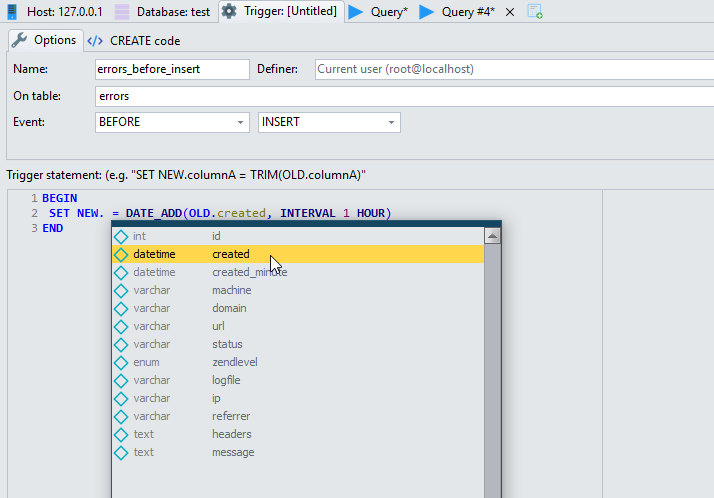 Host: 127.0.0.1 Database: test Trigger: [Untitled] Query* Query #4*
Options CREATE code
Name: errors_before_insert Definer: Current user (root@localhost)
On table: errors
Event: BEFORE INSERT
Trigger statement: (e.g. "SET NEW.columnA = TRIM(OLD.columnA)"
1 BEGIN
2 SET NEW. = DATE_ADD(OLD.created, INTERVAL 1 HOUR)
3 END
int id
datetime created
datetime created_minute
varchar machine
varchar domain
varchar url
varchar status
enum zendlevel
varchar logfile
varchar ip
varchar referrer
text headers
text message